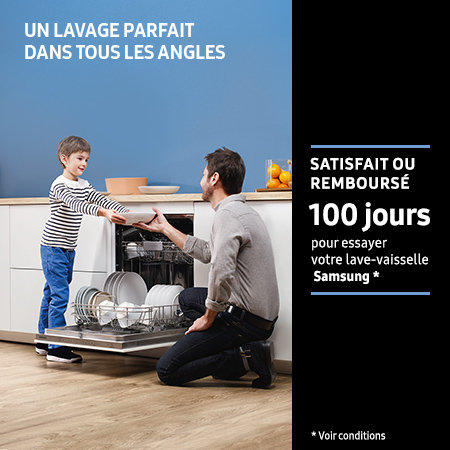 UN LAVAGE PARFAIT
DANS TOUS LES ANGLES
SATISFAIT OU
REMBOURSÉ
100 jours
pour essayer
votre lave-vaisselle
Samsung *
* Voir conditions